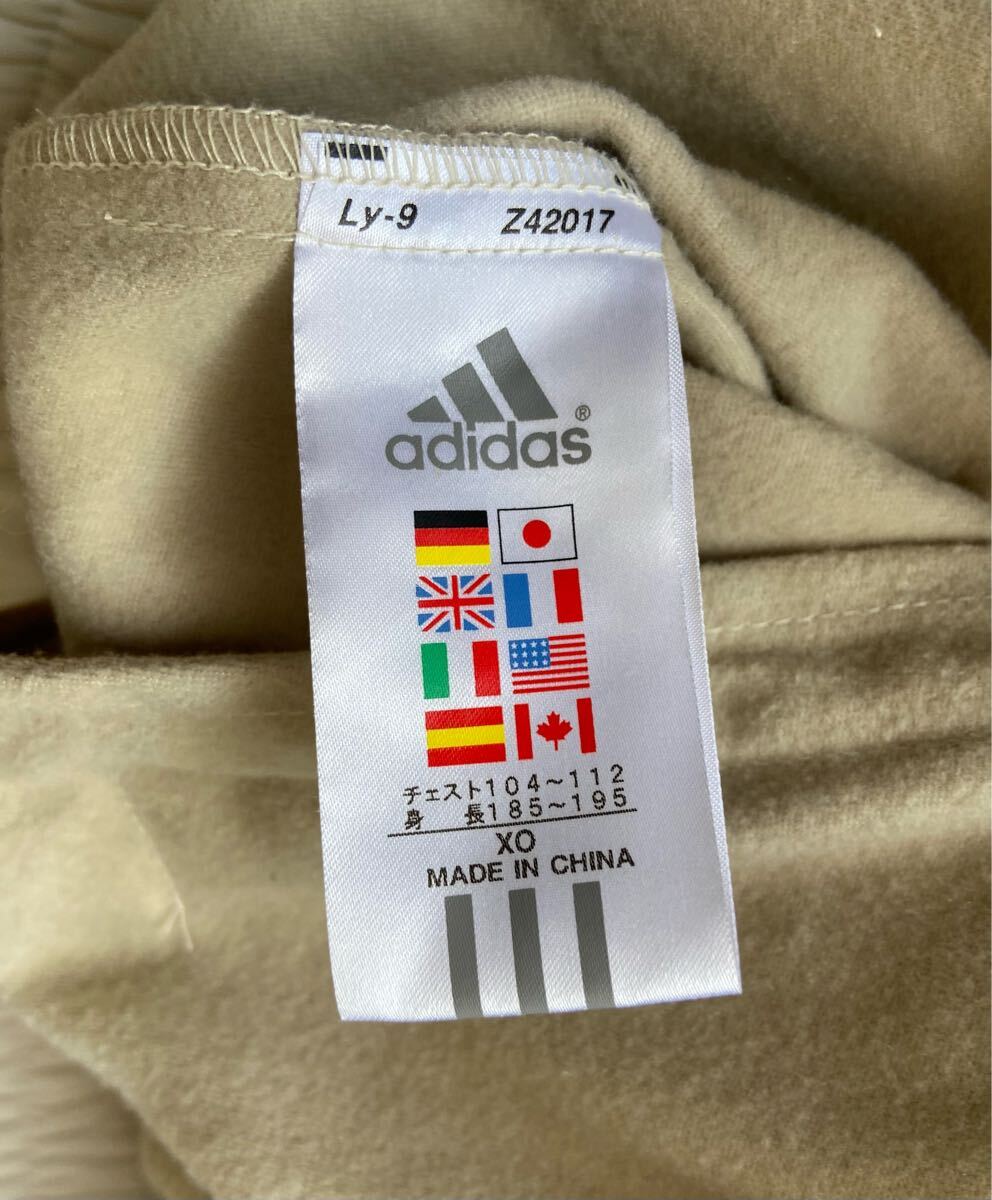 Ly-9 Z42017
adidas®
チェスト104～112
身 長185～195
XO
MADE IN CHINA